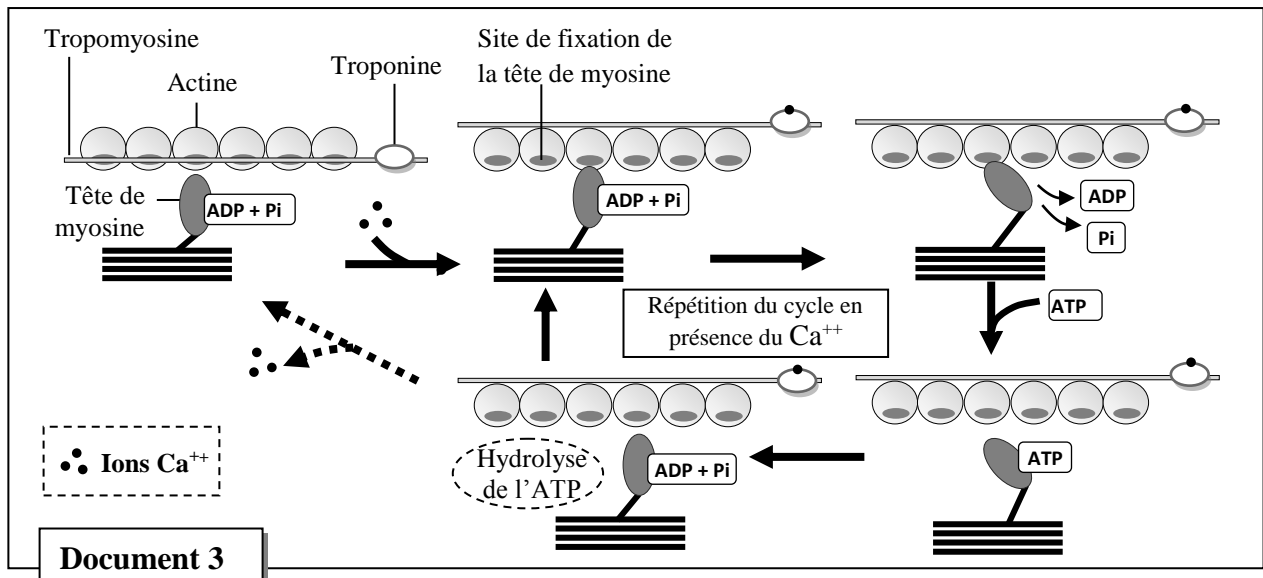 Tropomyosine
Actine
Troponine
Site de fixation de
la tête de myosine
Tête de
myosine
ADP + Pi
ADP + Pi
ADP
Pi
Répétition du cycle en
présence du Ca⁺⁺
ATP
Hydrolyse
de l’ATP
ADP + Pi
ATP
Ions Ca⁺⁺
Document 3